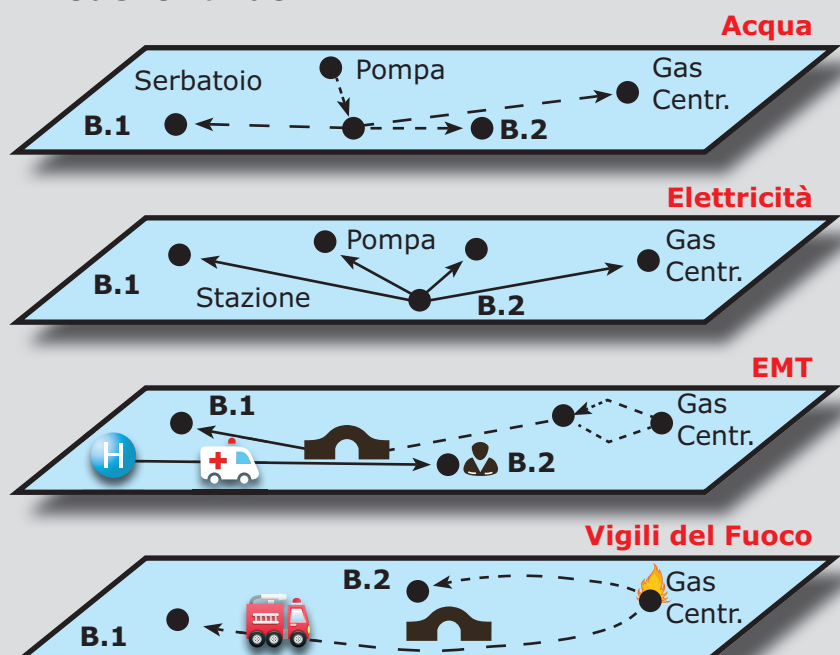 Acqua
Serbatoio
Pompa
Gas
Centr.
B.1
B.2
Elettricità
Pompa
Gas
Centr.
B.1
Stazione
B.2
EMT
B.1
Gas
Centr.
H
B.2
Vigili del Fuoco
B.2
Gas
Centr.
B.1